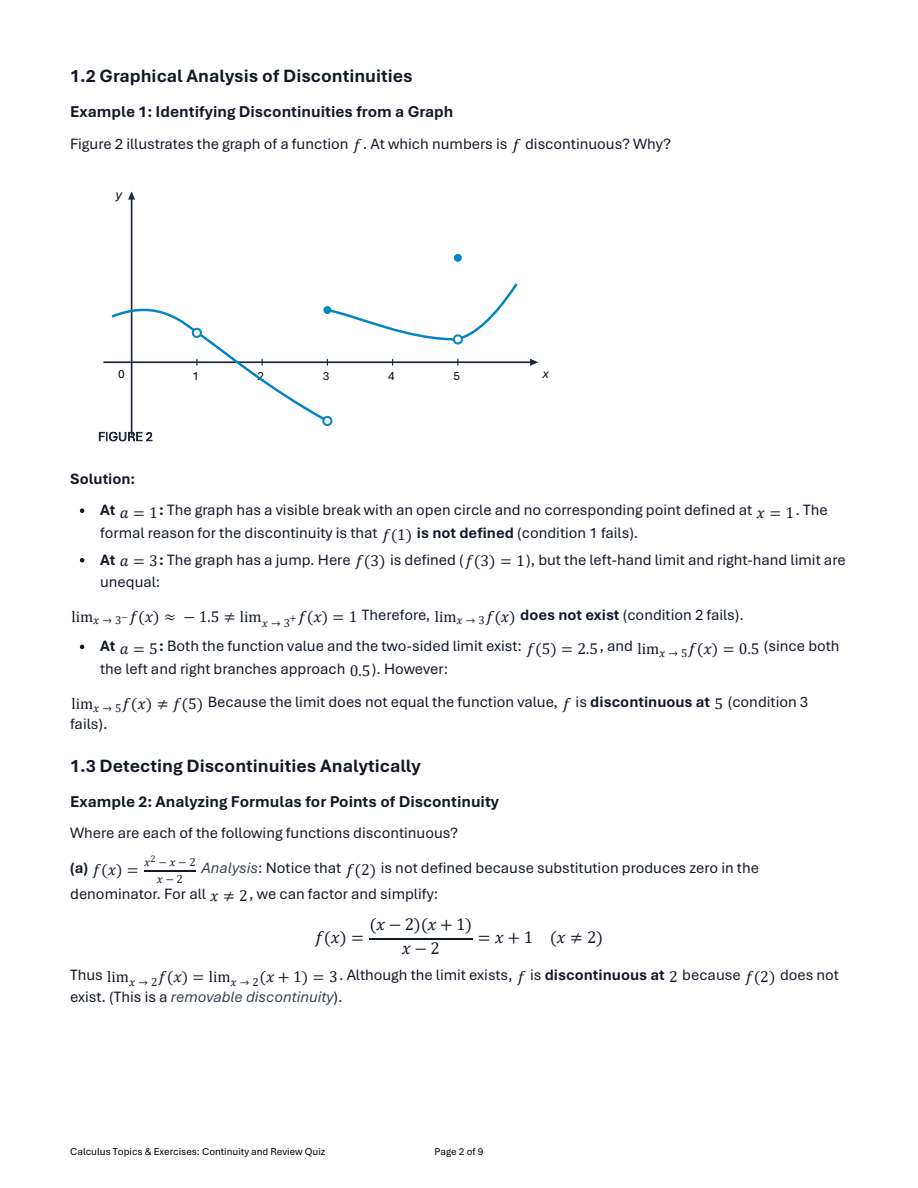 1.2 Graphical Analysis of Discontinuities
Example 1: Identifying Discontinuities from a Graph
Figure 2 illustrates the graph of a function f. At which numbers is f discontinuous? Why?
y
0 1 2 3 4 5 x
FIGURE 2
Solution:
• At a = 1: The graph has a visible break with an open circle and no corresponding point defined at x = 1. The
formal reason for the discontinuity is that f(1) is not defined (condition 1 fails).
• At a = 3: The graph has a jump. Here f(3) is defined (f(3) = 1), but the left-hand limit and right-hand limit are
unequal:
lim_{x → 3⁻} f(x) ≈ − 1.5 ≠ lim_{x → 3⁺} f(x) = 1 Therefore, lim_{x → 3} f(x) does not exist (condition 2 fails).
• At a = 5: Both the function value and the two-sided limit exist: f(5) = 2.5, and lim_{x → 5} f(x) = 0.5 (since both
the left and right branches approach 0.5). However:
lim_{x → 5} f(x) ≠ f(5) Because the limit does not equal the function value, f is discontinuous at 5 (condition 3
fails).
1.3 Detecting Discontinuities Analytically
Example 2: Analyzing Formulas for Points of Discontinuity
Where are each of the following functions discontinuous?
(a) f(x) = (x² − x − 2)/(x − 2) Analysis: Notice that f(2) is not defined because substitution produces zero in the
denominator. For all x ≠ 2, we can factor and simplify:
f(x) = (x − 2)(x + 1)/(x − 2) = x + 1 (x ≠ 2)
Thus lim_{x → 2} f(x) = lim_{x → 2} (x + 1) = 3. Although the limit exists, f is discontinuous at 2 because f(2) does not
exist. (This is a removable discontinuity).
Calculus Topics & Exercises: Continuity and Review Quiz Page 2 of 9